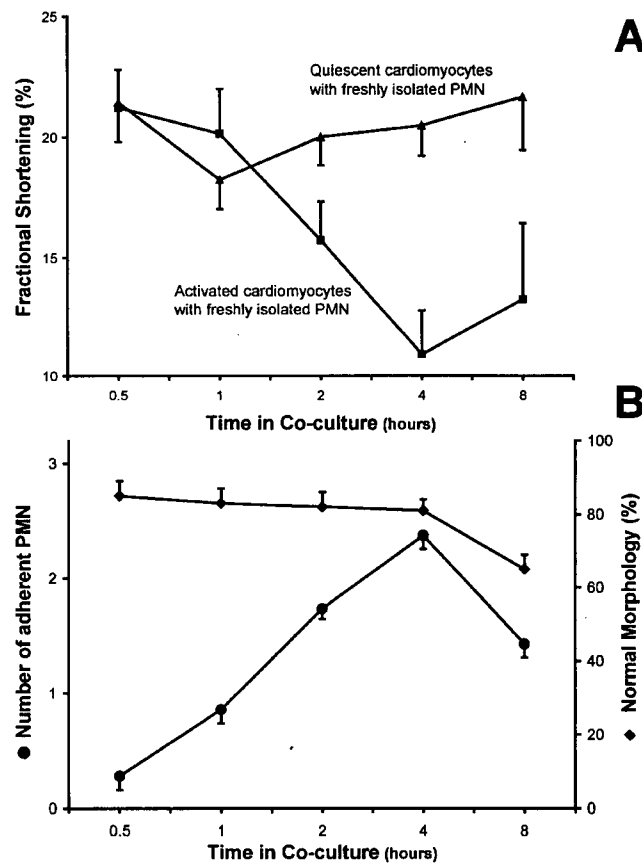 A
25
20
15
10
Fractional Shortening (%)
Quiescent cardiomyocytes
with freshly isolated PMN
Activated cardiomyocytes
with freshly isolated PMN
0.5 1 2 4 8
Time in Co-culture (hours)
B
3
2
1
0
● Number of adherent PMN
100
80
60
40
20
0
◆ Normal Morphology (%)
0.5 1 2 4 8
Time in Co-culture (hours)